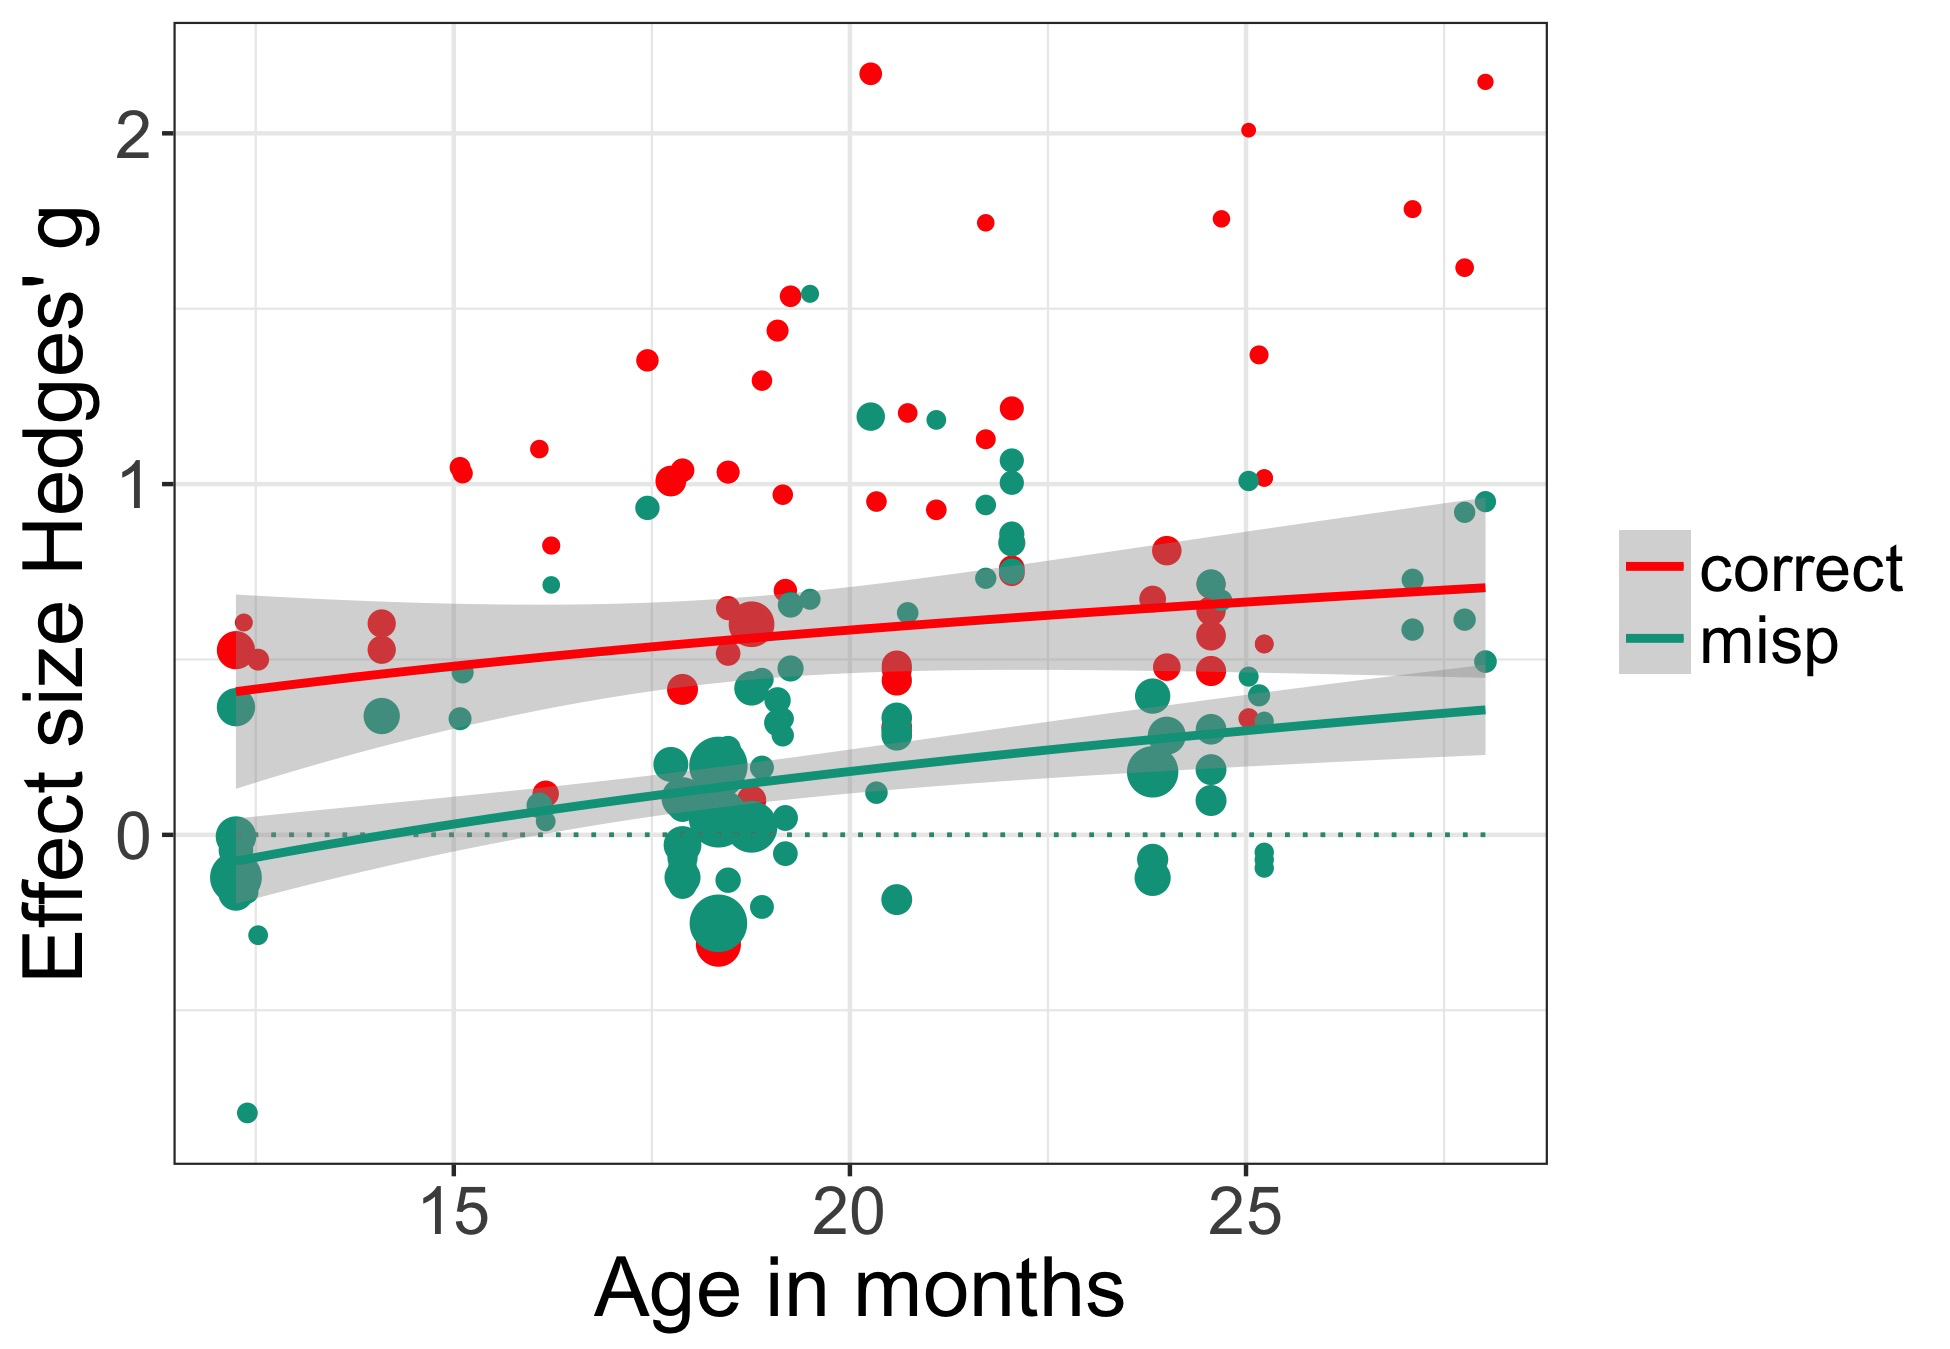 Effect size Hedges' g
2
1
0
15 20 25
Age in months
correct
misp